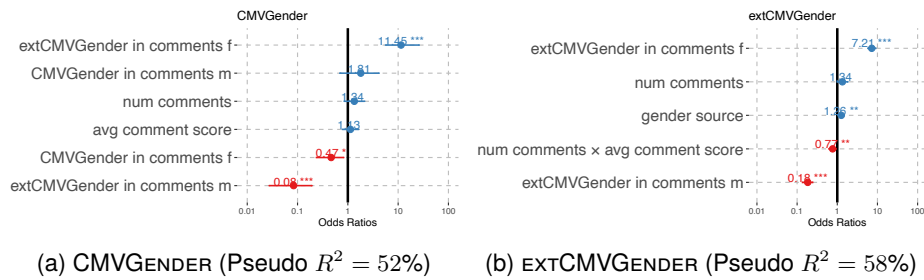 CMVGender
extCMVGender in comments f
11.45 ***
CMVGender in comments m
1.81
num comments
1.34
avg comment score
1.13
CMVGender in comments f
0.47 *
extCMVGender in comments m
0.08 ***
0.01 0.1 1 10 100
Odds Ratios
(a) CMVGENDER (Pseudo R² = 52%)
extCMVGender
extCMVGender in comments f
7.21 ***
num comments
1.34
gender source
1.26 **
num comments × avg comment score
0.77 **
extCMVGender in comments m
0.18 ***
0.01 0.1 1 10 100
Odds Ratios
(b) EXTCMVGENDER (Pseudo R² = 58%)